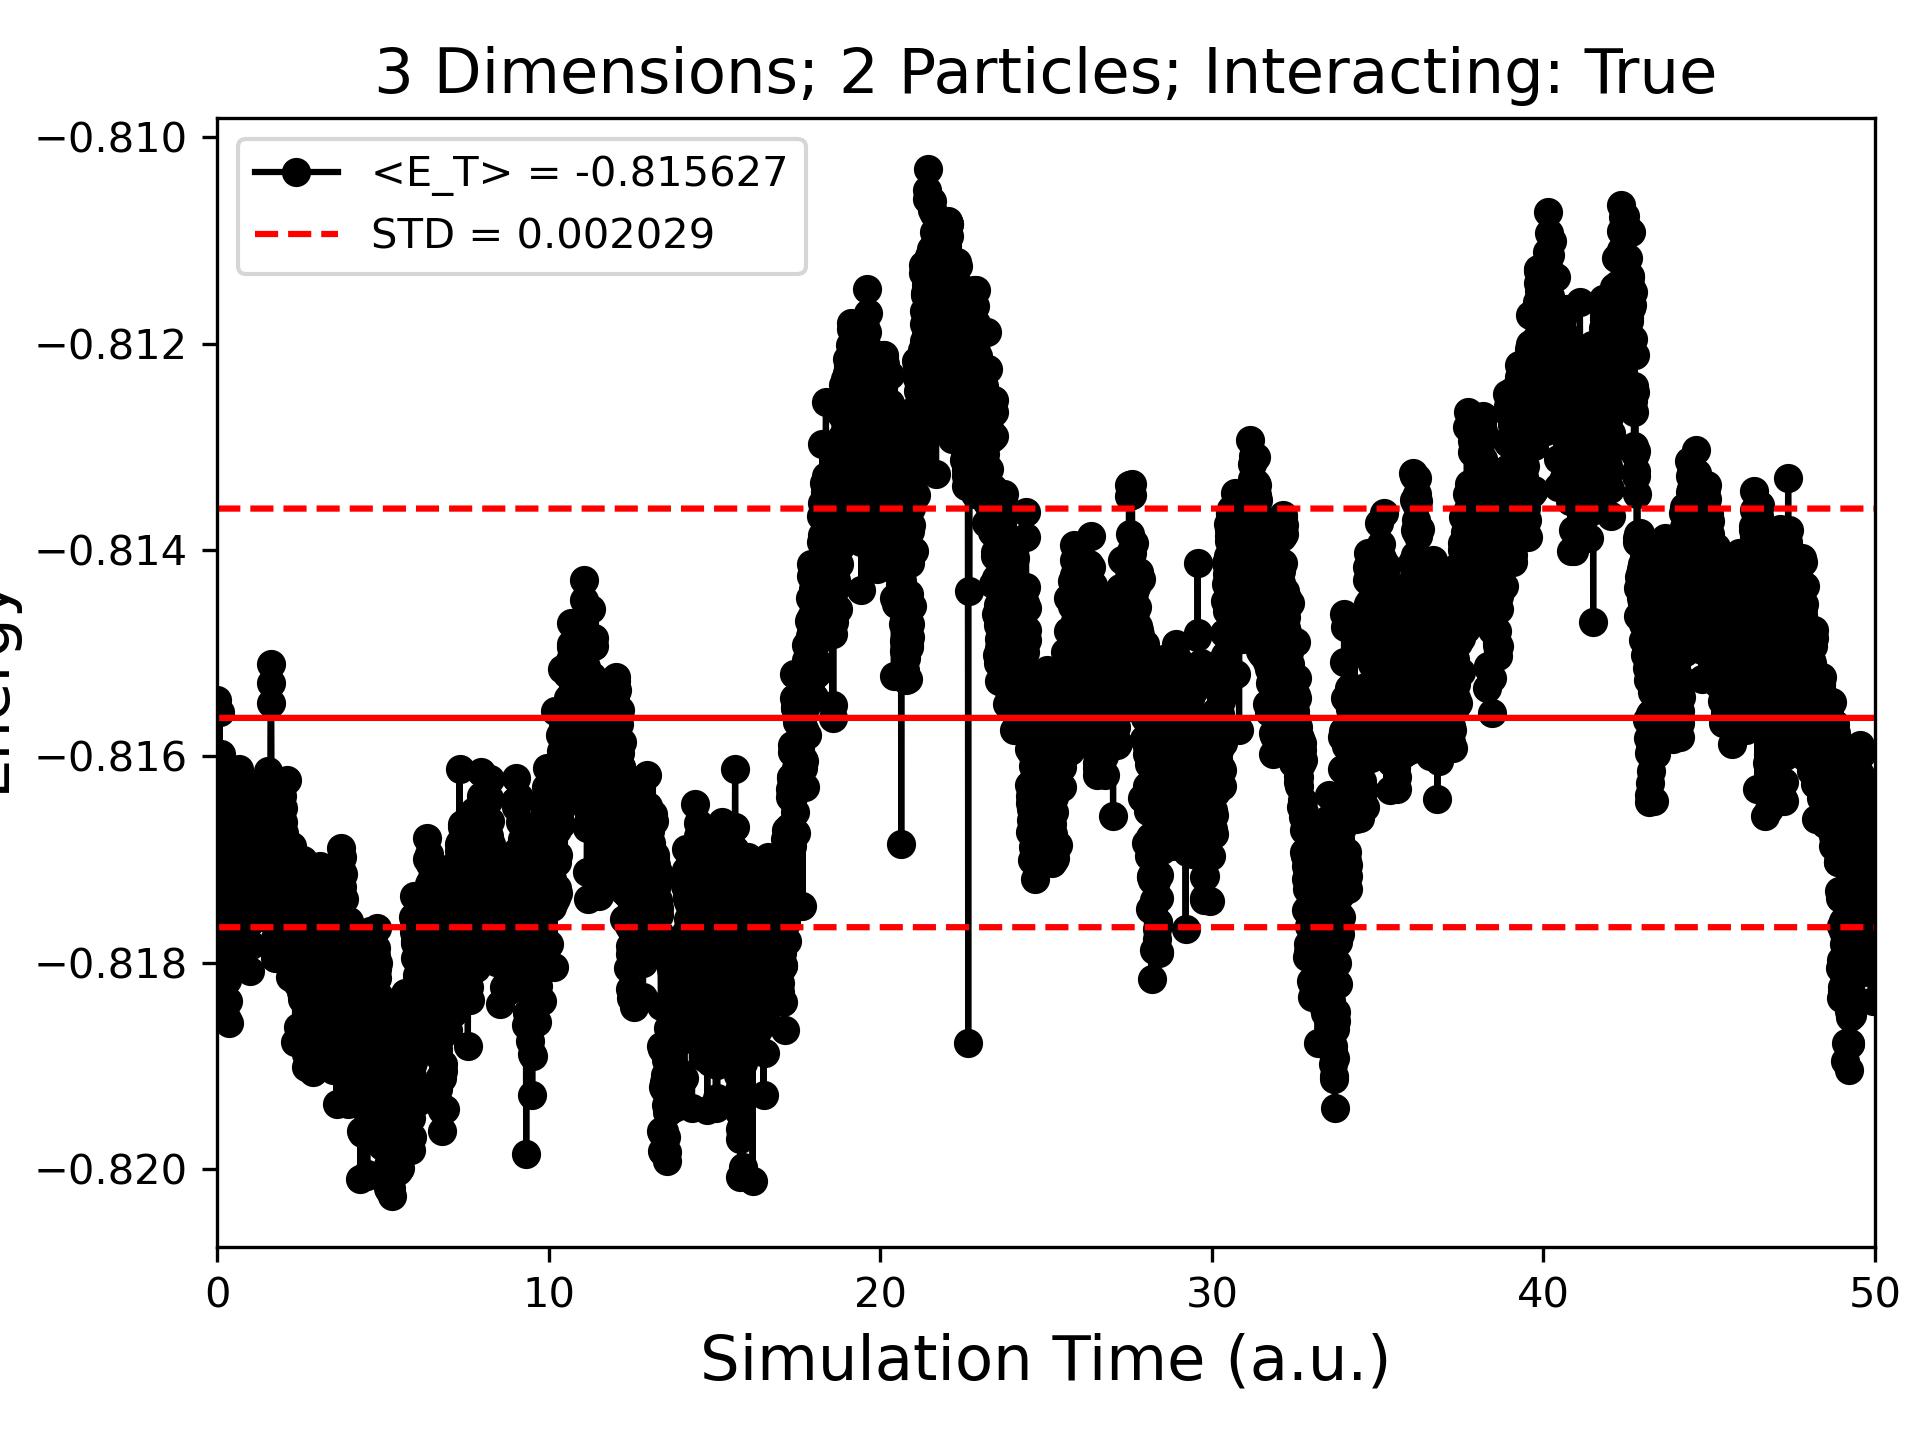 3 Dimensions; 2 Particles; Interacting: True
<E_T> = -0.815627
STD = 0.002029
−0.810
−0.812
−0.814
−0.816
−0.818
−0.820
Energy
0 10 20 30 40 50
Simulation Time (a.u.)